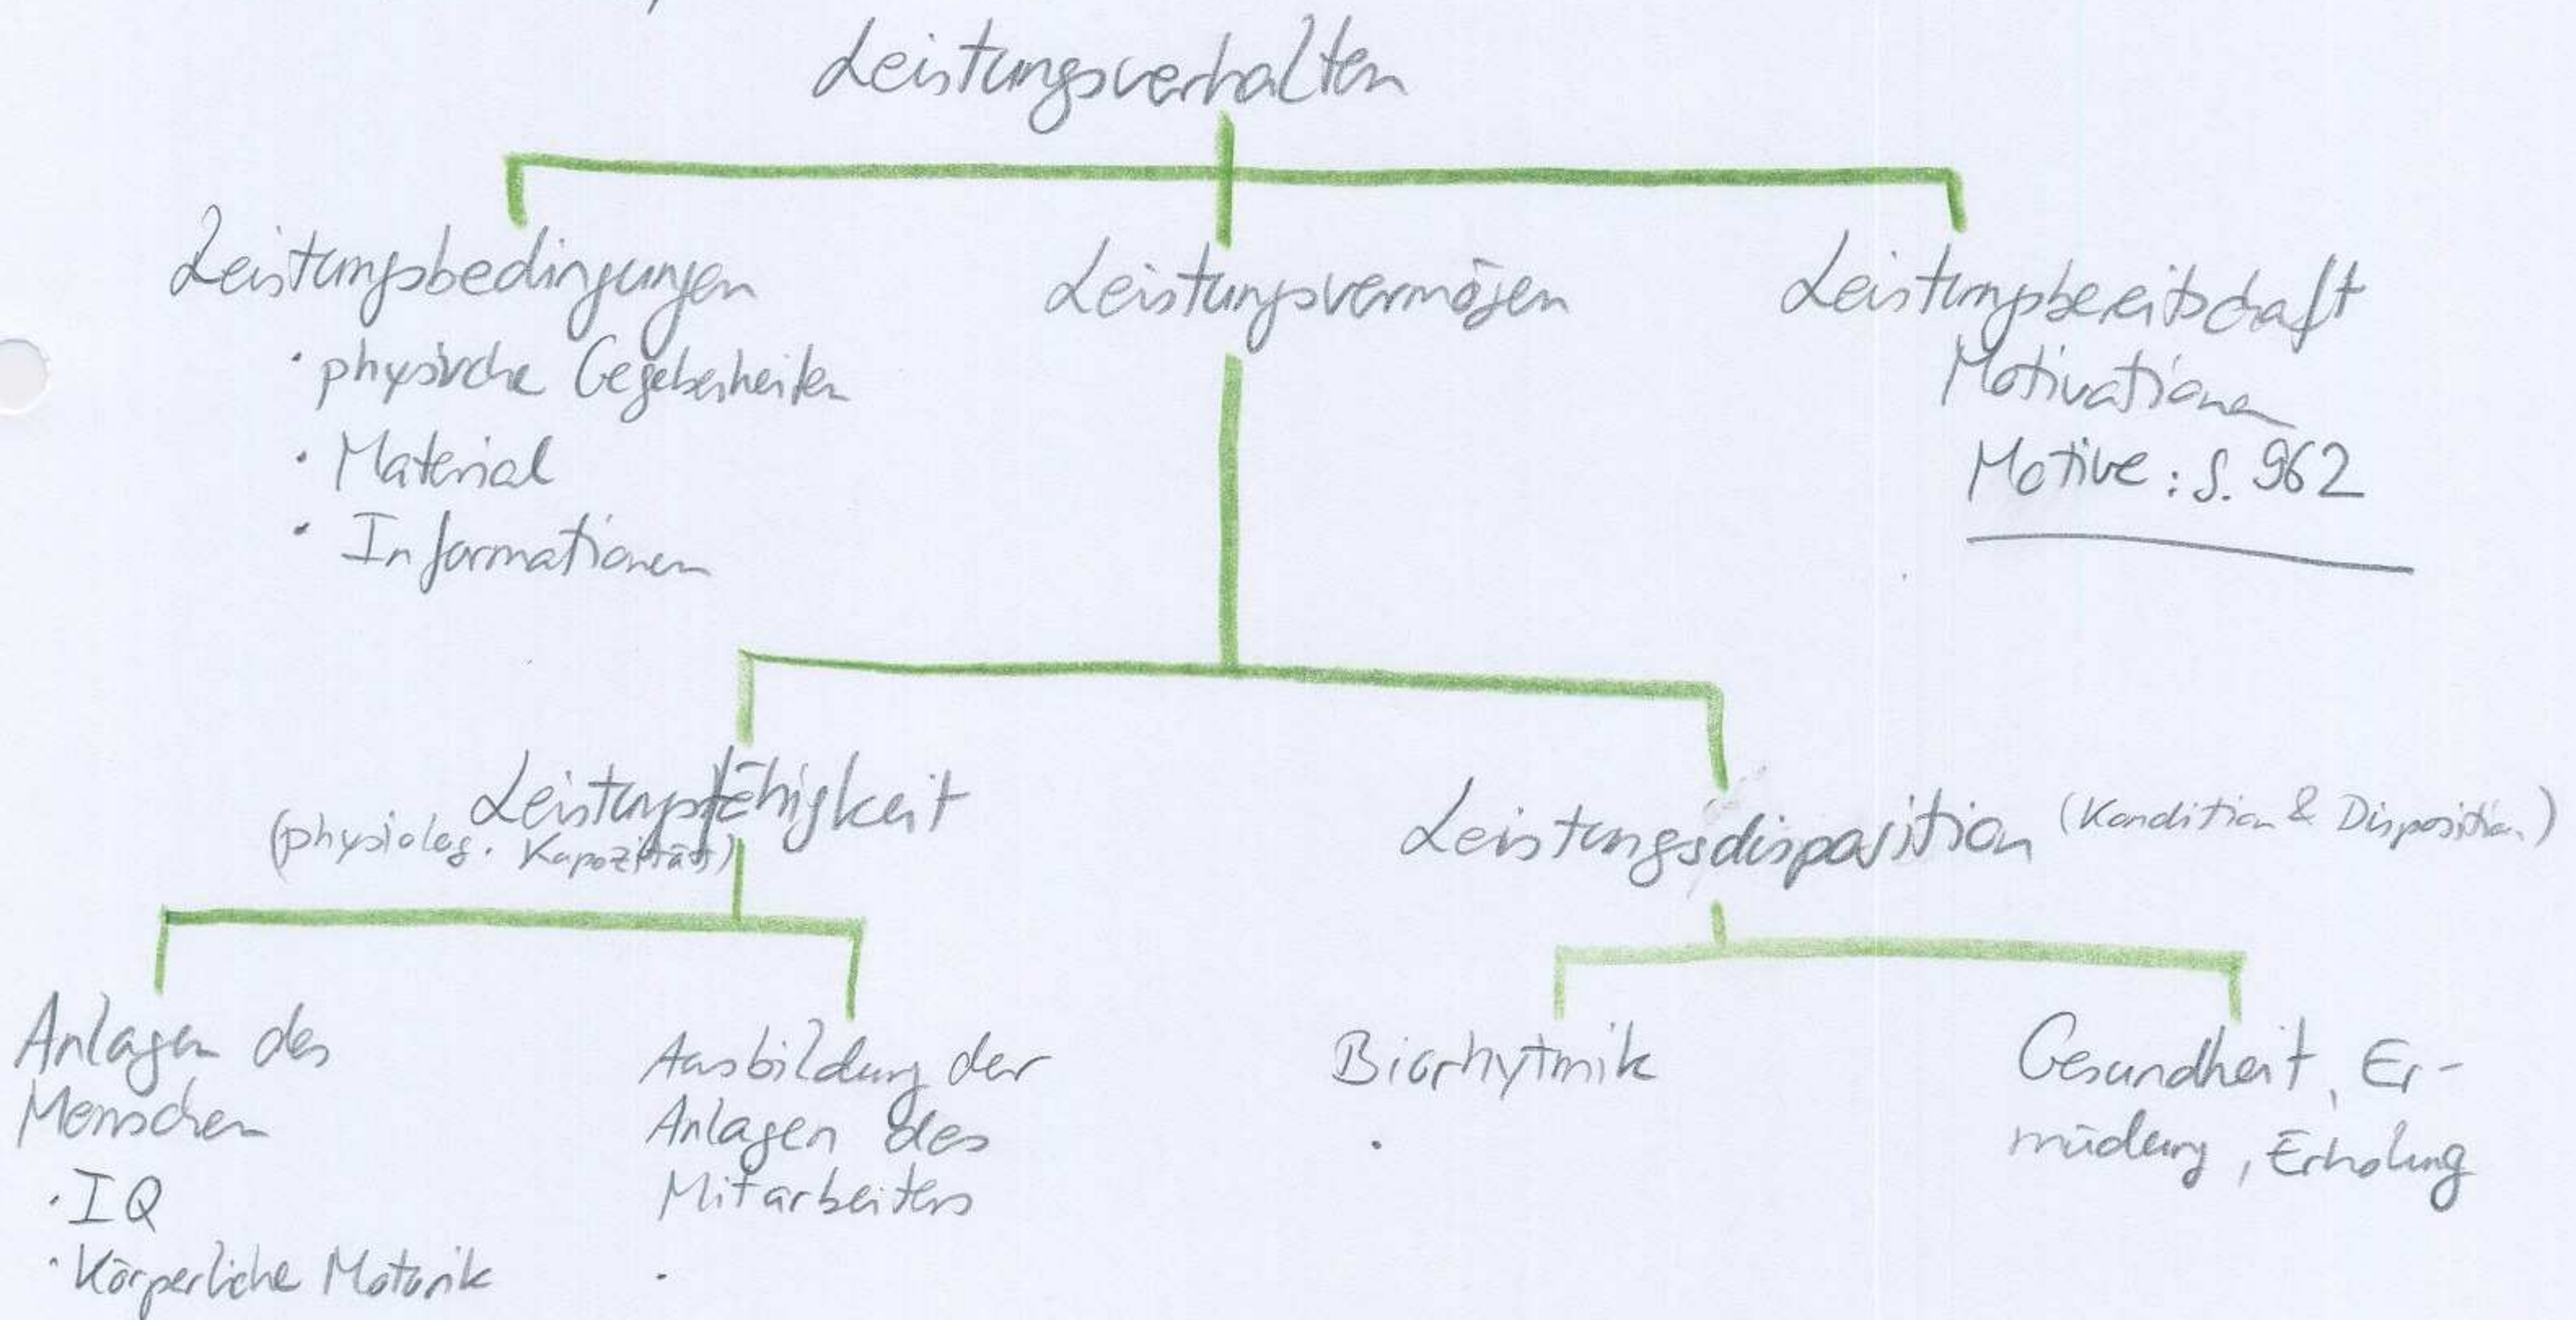 Leistungsverhalten
Leistungsbedingungen
· physische Gegebenheiten
· Material
· Informationen
Leistungsvermögen
Leistungsbereitschaft
Motivationen
Motive : S. 962
Leistungsfähigkeit
(physiolog. Kapazität)
Leistungsdisposition (Kondition & Disposition)
Anlagen des
Menschen
· IQ
· Körperliche Motorik
Ausbildung der
Anlagen des
Mitarbeiters
·
Biorhytmik
·
Gesundheit, Er-
müdung, Erholung